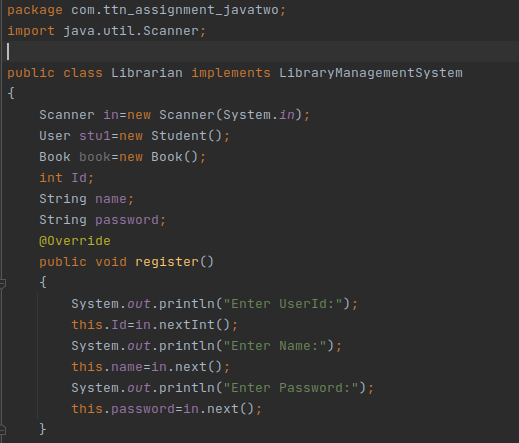 package com.ttn_assignment_javatwo;
import java.util.Scanner;
public class Librarian implements LibraryManagementSystem
{
Scanner in=new Scanner(System.in);
User stu1=new Student();
Book book=new Book();
int Id;
String name;
String password;
@Override
public void register()
{
System.out.println("Enter UserId:");
this.Id=in.nextInt();
System.out.println("Enter Name:");
this.name=in.next();
System.out.println("Enter Password:");
this.password=in.next();
}